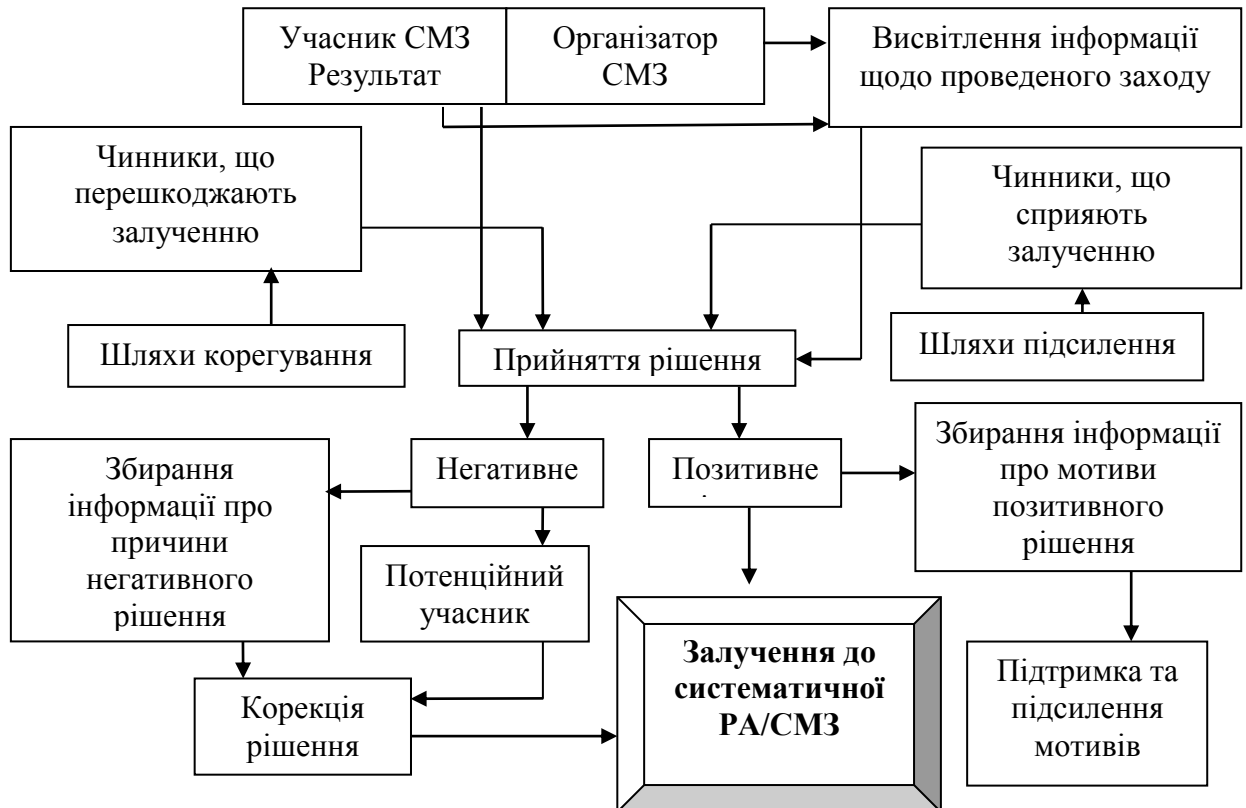 Учасник СМЗ
Результат
Організатор
СМЗ
Висвітлення інформації
щодо проведеного заходу
Чинники, що
перешкоджають
залученню
Чинники, що
сприяють
залученню
Шляхи корегування
Прийняття рішення
Шляхи підсилення
Збирання
інформації про
причини
негативного
рішення
Негативне
Позитивне
Збирання інформації
про мотиви
позитивного
рішення
Потенційний
учасник
Залучення до
систематичної
РА/СМЗ
Підтримка та
підсилення
мотивів
Корекція
рішення